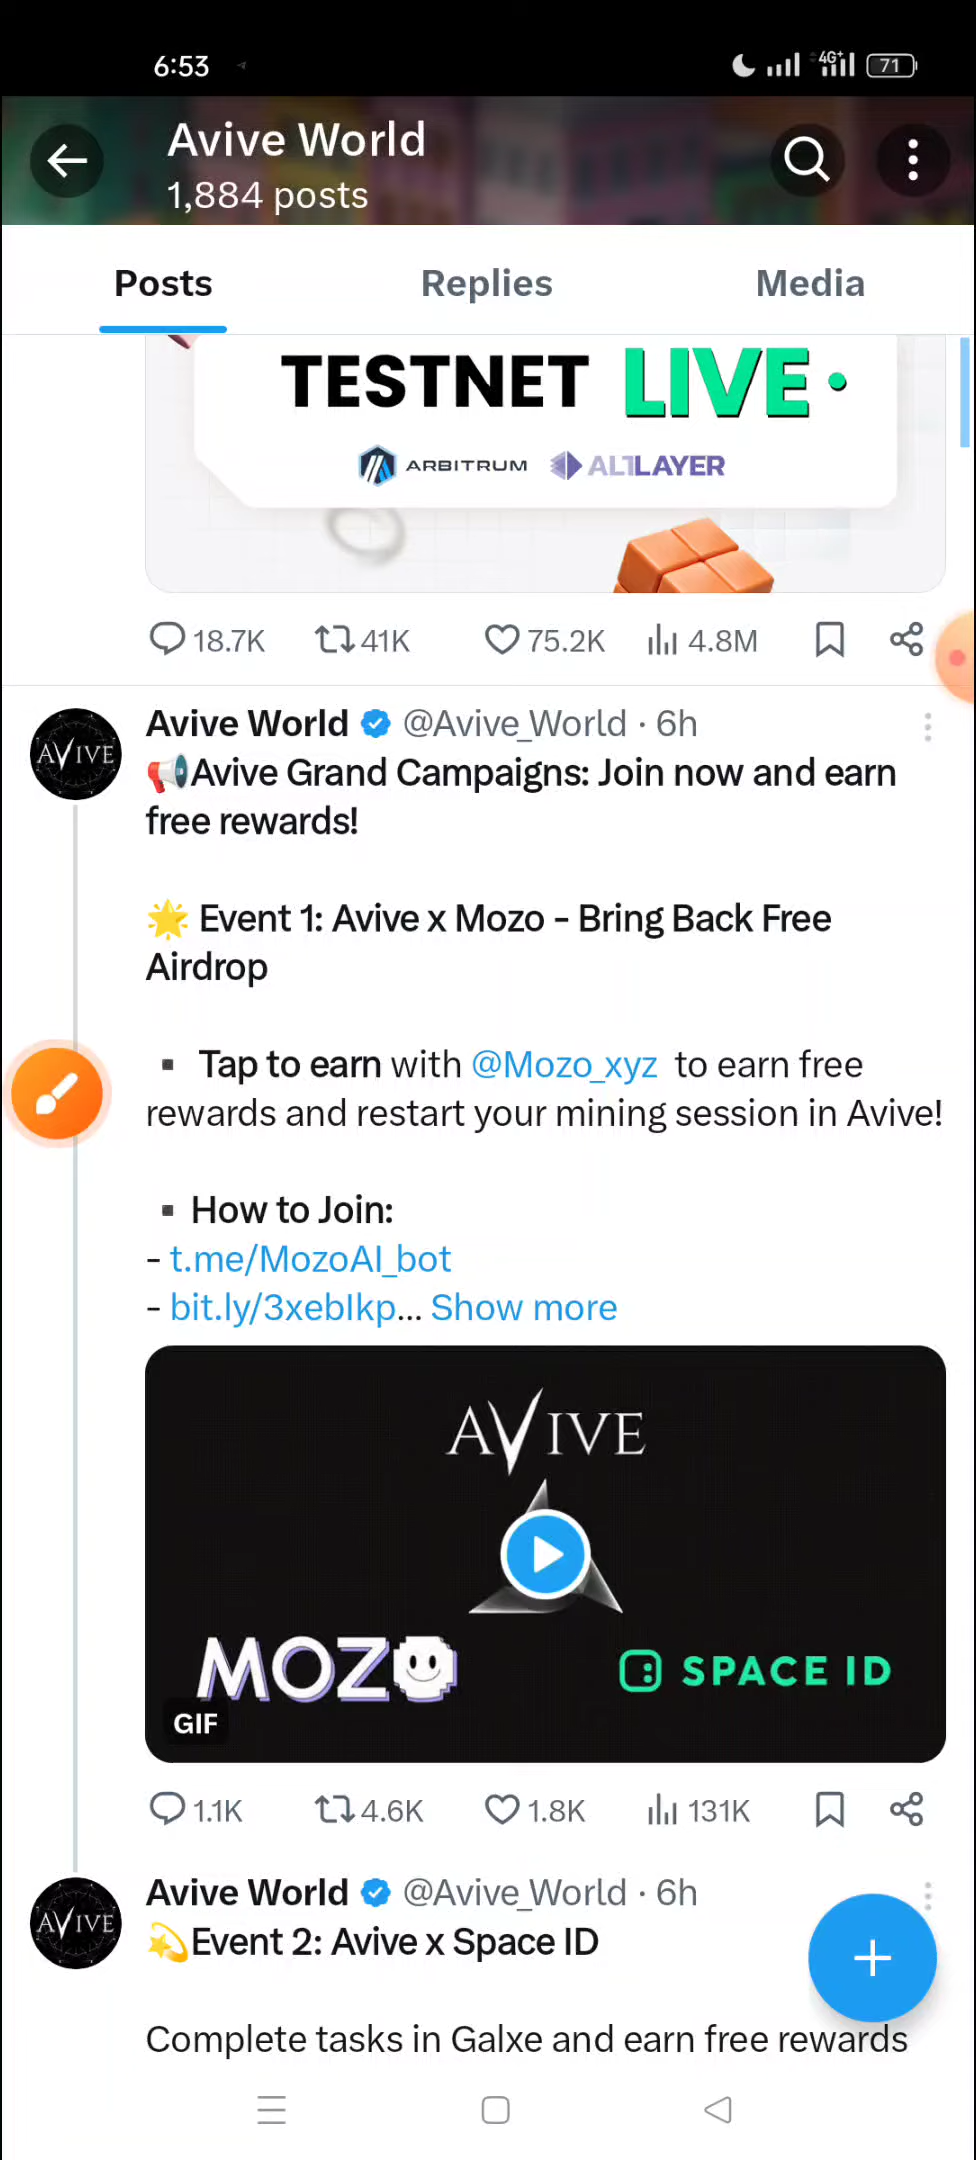 6:53
4G+
71
Avive World
1,884 posts
Posts Replies Media
TESTNET LIVE
ARBITRUM ALTLAYER
18.7K 41K 75.2K 4.8M
Avive World @Avive_World · 6h
📢Avive Grand Campaigns: Join now and earn
free rewards!
🌟 Event 1: Avive x Mozo - Bring Back Free
Airdrop
▪ Tap to earn with @Mozo_xyz to earn free
rewards and restart your mining session in Avive!
▪ How to Join:
- t.me/MozoAI_bot
- bit.ly/3xebIkp... Show more
AVIVE
MOZO
SPACE ID
GIF
1.1K 4.6K 1.8K 131K
Avive World @Avive_World · 6h
💫Event 2: Avive x Space ID
Complete tasks in Galxe and earn free rewards
AVIVE
AVIVE